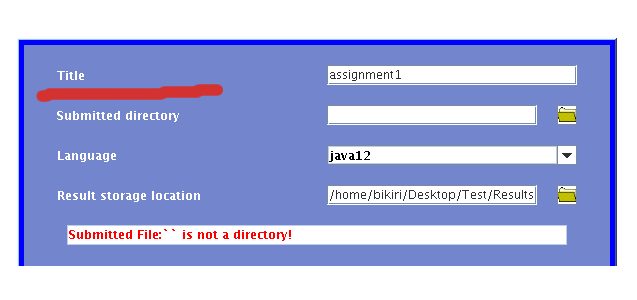 Title
assignment1
Submitted directory
Language
java12
Result storage location
/home/bikiri/Desktop/Test/Results
Submitted File:`` is not a directory!